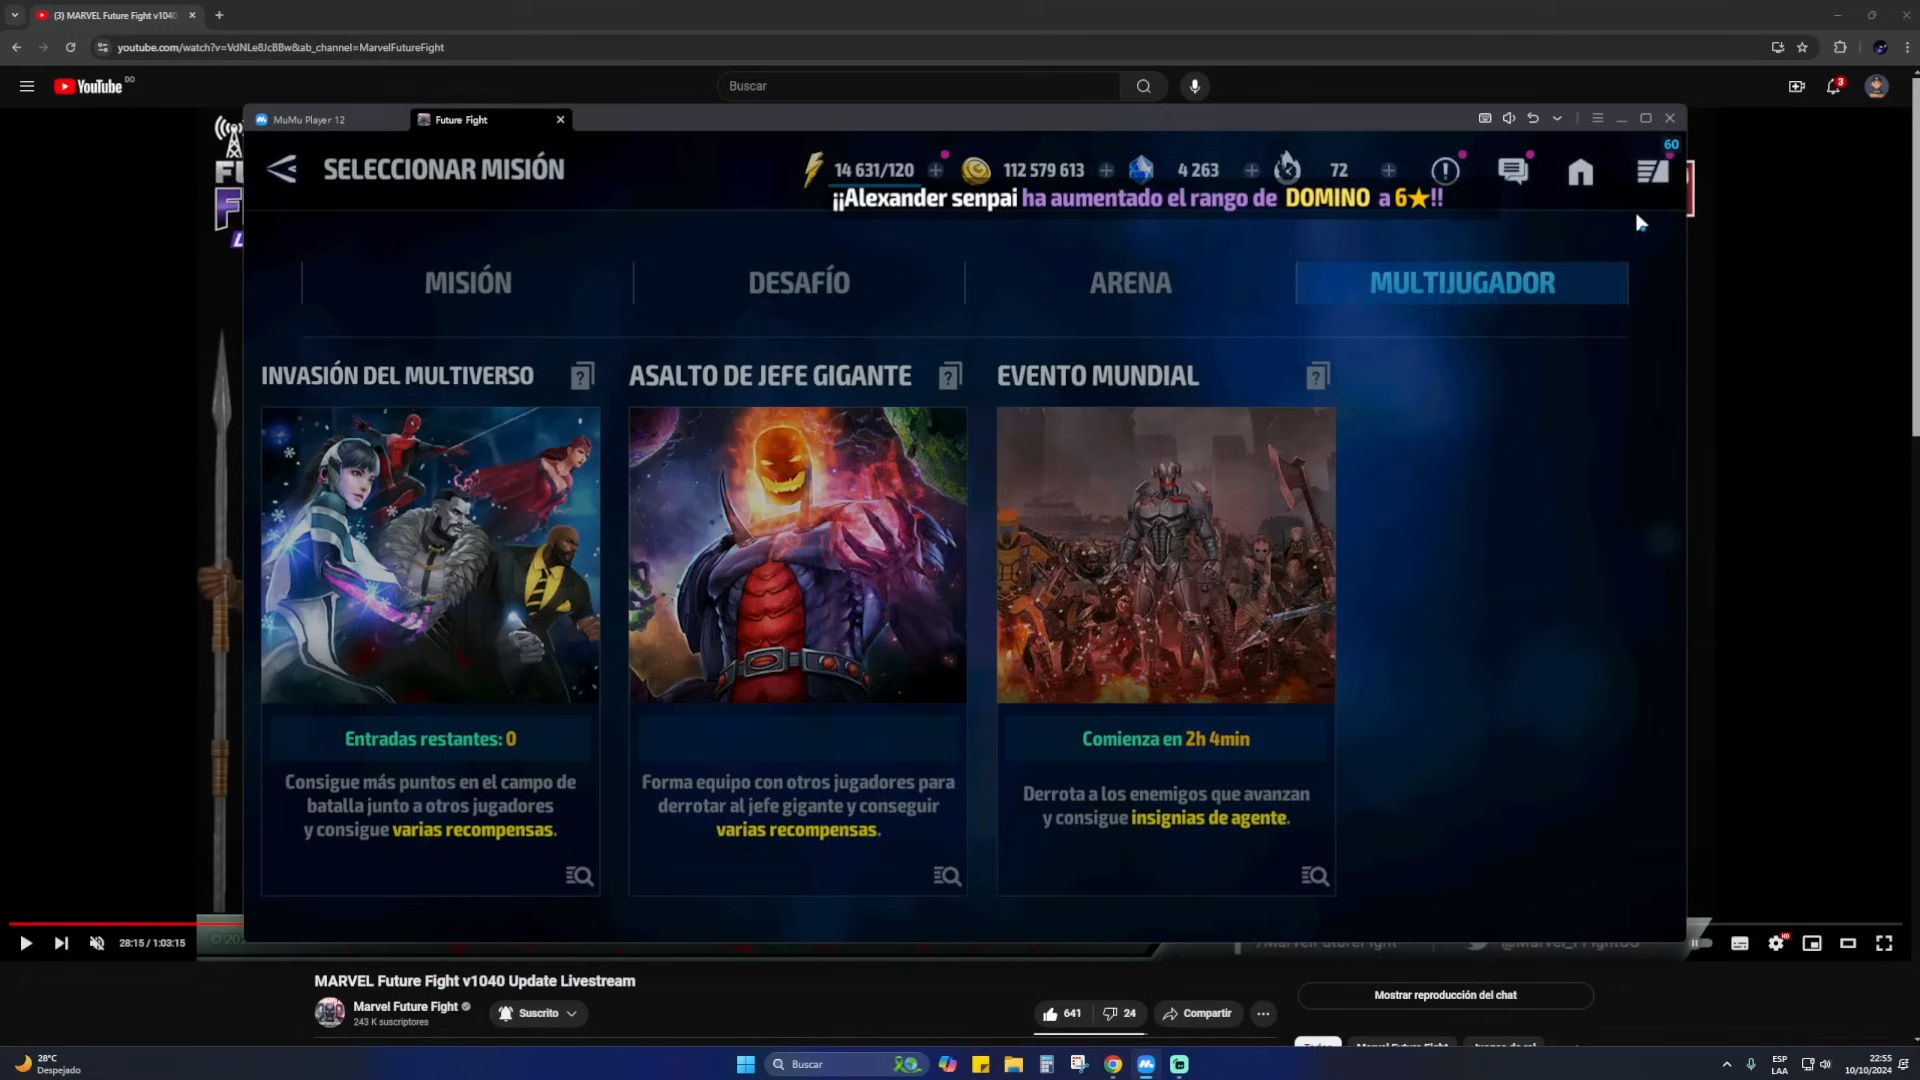 (3) MARVEL Future Fight v1040
youtube.com/watch?v=VdNLe8JcBBw&ab_channel=MarvelFutureFight
YouTube DO
Buscar
3
MuMu Player 12
Future Fight
60
SELECCIONAR MISIÓN
14 631/120
112 579 613
4 263
72
¡¡Alexander senpai ha aumentado el rango de DOMINO a 6★!!
MISIÓN
DESAFÍO
ARENA
MULTIJUGADOR
INVASIÓN DEL MULTIVERSO
ASALTO DE JEFE GIGANTE
EVENTO MUNDIAL
Entradas restantes: 0
Consigue más puntos en el campo de
batalla junto a otros jugadores
y consigue varias recompensas.
Forma equipo con otros jugadores para
derrotar al jefe gigante y conseguir
varias recompensas.
Comienza en 2h 4min
Derrota a los enemigos que avanzan
y consigue insignias de agente.
28:15 / 1:03:15
MARVEL Future Fight v1040 Update Livestream
Marvel Future Fight
243 K suscriptores
Suscrito
641
24
Compartir
Mostrar reproducción del chat
28°C
Despejado
Buscar
ESP
LAA
22:55
10/10/2024